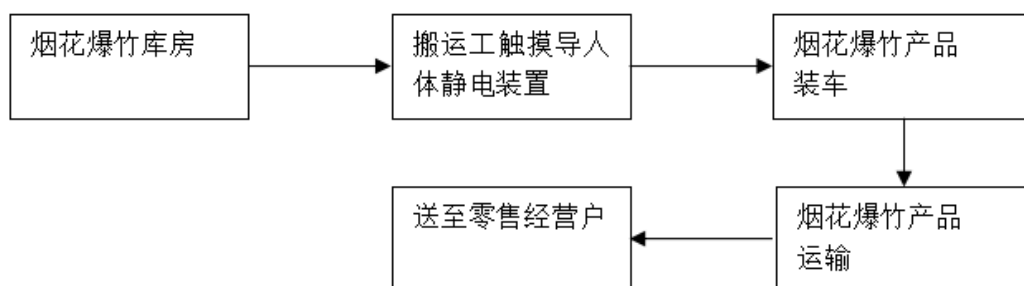 烟花爆竹库房
搬运工触摸导人
体静电装置
烟花爆竹产品
装车
烟花爆竹产品
运输
送至零售经营户